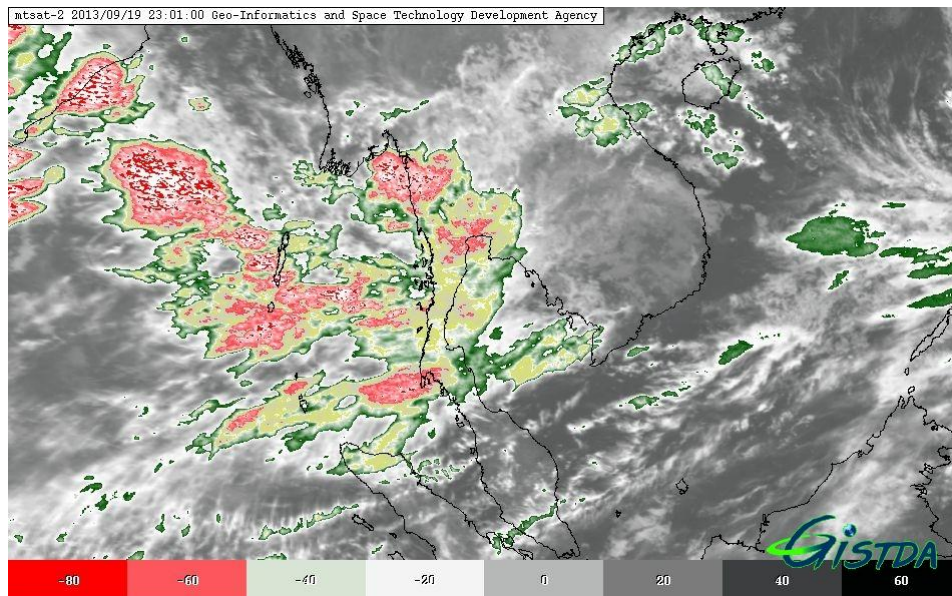 mtsat-2 2013/09/19 23:01:00 Geo-Informatics and Space Technology Development Agency
GISTDA
-80 -60 -40 -20 0 20 40 60